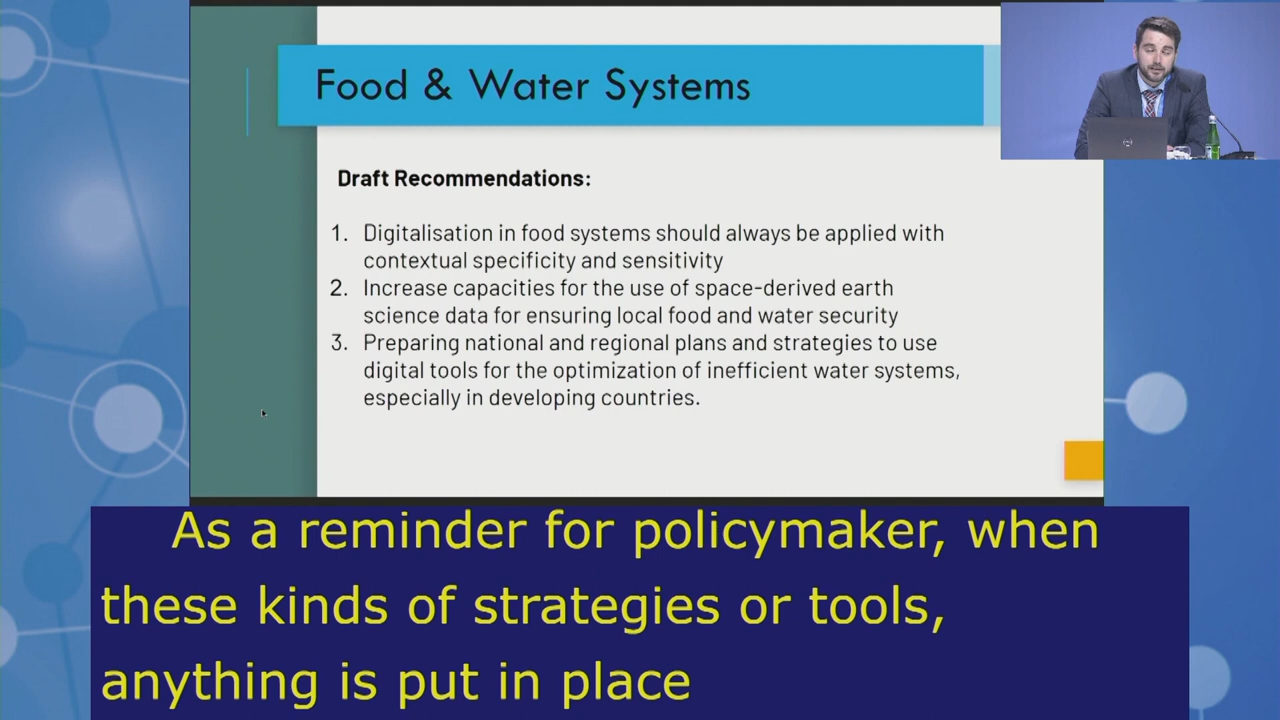 Food & Water Systems
Draft Recommendations:
1. Digitalisation in food systems should always be applied with
contextual specificity and sensitivity
2. Increase capacities for the use of space-derived earth
science data for ensuring local food and water security
3. Preparing national and regional plans and strategies to use
digital tools for the optimization of inefficient water systems,
especially in developing countries.
As a reminder for policymaker, when
these kinds of strategies or tools,
anything is put in place